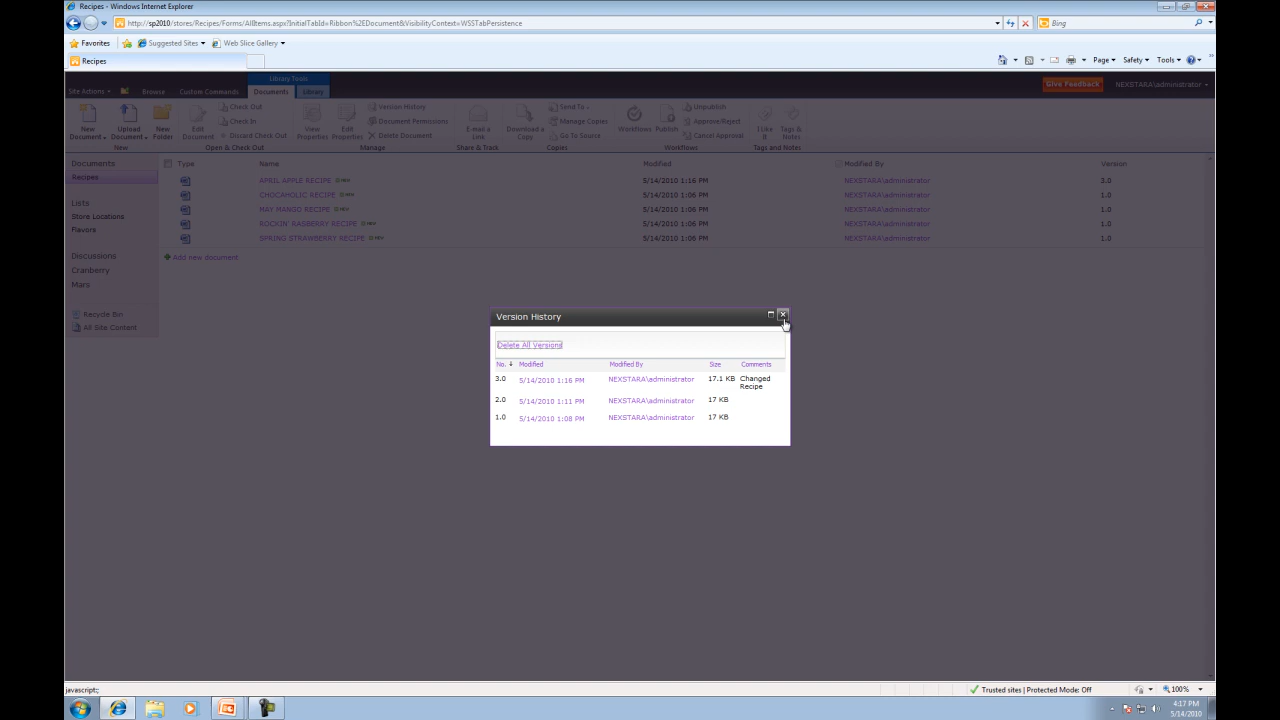 Recipes - Windows Internet Explorer
http://sp2010/stores/Recipes/Forms/AllItems.aspx?InitialTabId=Ribbon%2EDocument&VisibilityContext=WSSTabPersistence
Bing
Favorites Suggested Sites Web Slice Gallery
Recipes
Page Safety Tools
Library Tools
Site Actions Browse Custom Commands Documents Library Give Feedback NEXSTARA\administrator
New Document Upload Document New Folder Edit Document Check Out Check In Discard Check Out View Properties Edit Properties Version History Document Permissions Delete Document E-mail a Link Download a Copy Send To Manage Copies Go To Source Workflows Publish Unpublish Approve/Reject Cancel Approval I Like It Tags & Notes
New Open & Check Out Manage Share & Track Copies Workflows Tags and Notes
Documents
Recipes
Lists
Store Locations
Flavors
Discussions
Cranberry
Mars
Recycle Bin
All Site Content
Type Name Modified Modified By Version
APRIL APPLE RECIPE NEW 5/14/2010 1:16 PM NEXSTARA\administrator 3.0
CHOCAHOLIC RECIPE NEW 5/14/2010 1:06 PM NEXSTARA\administrator 1.0
MAY MANGO RECIPE NEW 5/14/2010 1:06 PM NEXSTARA\administrator 1.0
ROCKIN' RASBERRY RECIPE NEW 5/14/2010 1:06 PM NEXSTARA\administrator 1.0
SPRING STRAWBERRY RECIPE NEW 5/14/2010 1:06 PM NEXSTARA\administrator 1.0
Add new document
Version History
Delete All Versions
No. Modified Modified By Size Comments
3.0 5/14/2010 1:16 PM NEXSTARA\administrator 17.1 KB Changed Recipe
2.0 5/14/2010 1:11 PM NEXSTARA\administrator 17 KB
1.0 5/14/2010 1:08 PM NEXSTARA\administrator 17 KB
javascript:; Trusted sites | Protected Mode: Off 100%
4:17 PM
5/14/2010